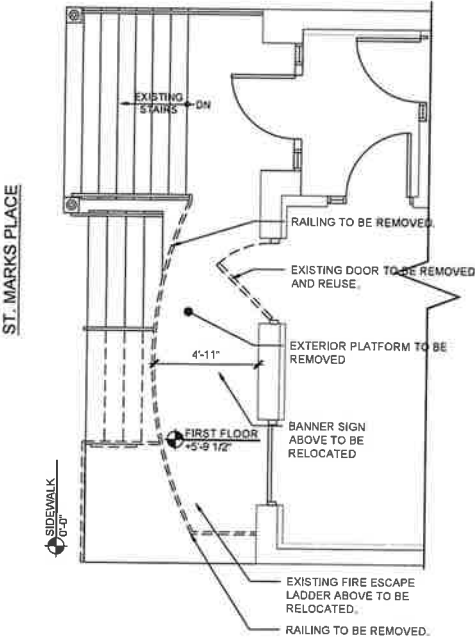 EXISTING
STAIRS
DN
ST. MARKS PLACE
RAILING TO BE REMOVED.
EXISTING DOOR TO BE REMOVED
AND REUSE.
EXTERIOR PLATFORM TO BE
REMOVED
4'-11"
BANNER SIGN
ABOVE TO BE
RELOCATED
FIRST FLOOR
+5'-9 1/2"
SIDEWALK
0'-0"
EXISTING FIRE ESCAPE
LADDER ABOVE TO BE
RELOCATED.
RAILING TO BE REMOVED.